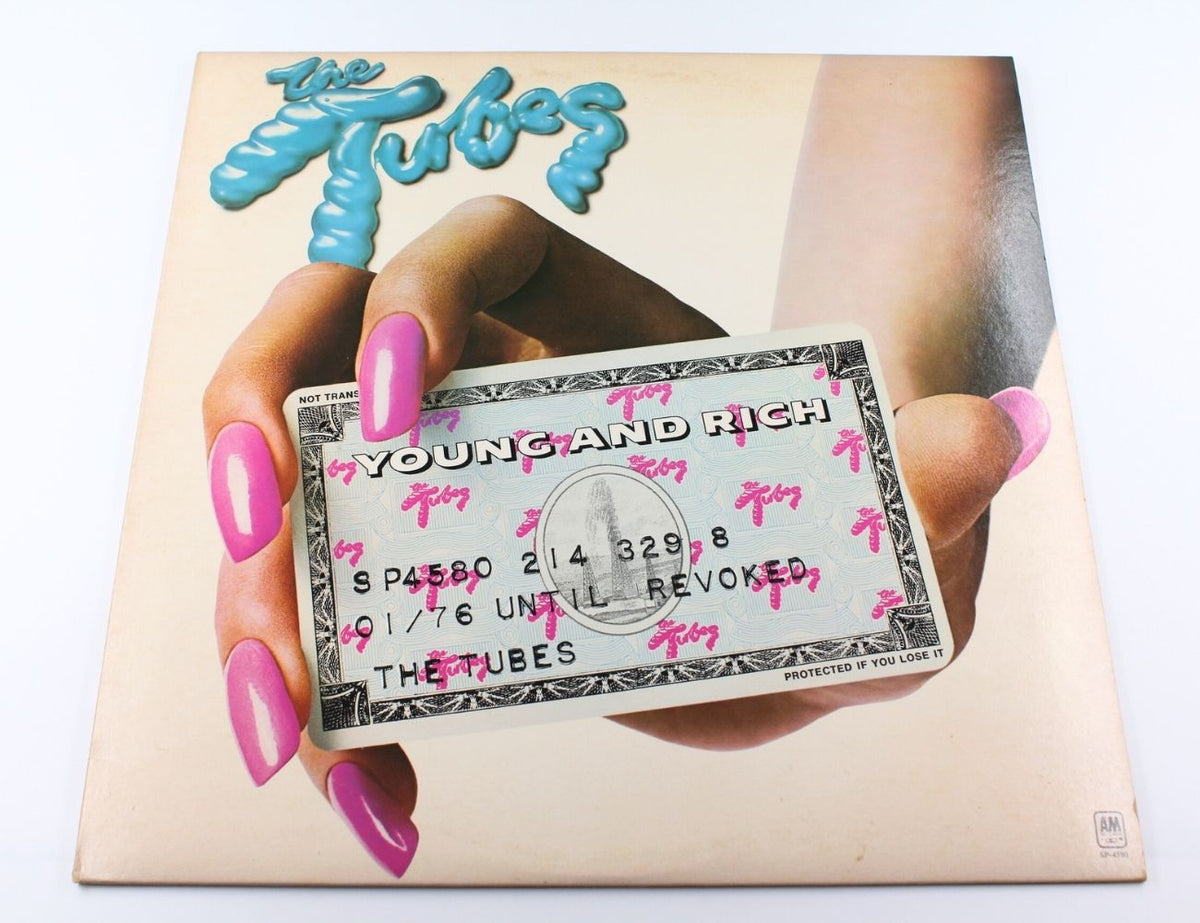 the
Tubes
NOT TRANS
YOUNG AND RICH
SP4580 214 329 8
01/76 UNTIL REVOKED
THE TUBES
PROTECTED IF YOU LOSE IT
AM
SP-4580